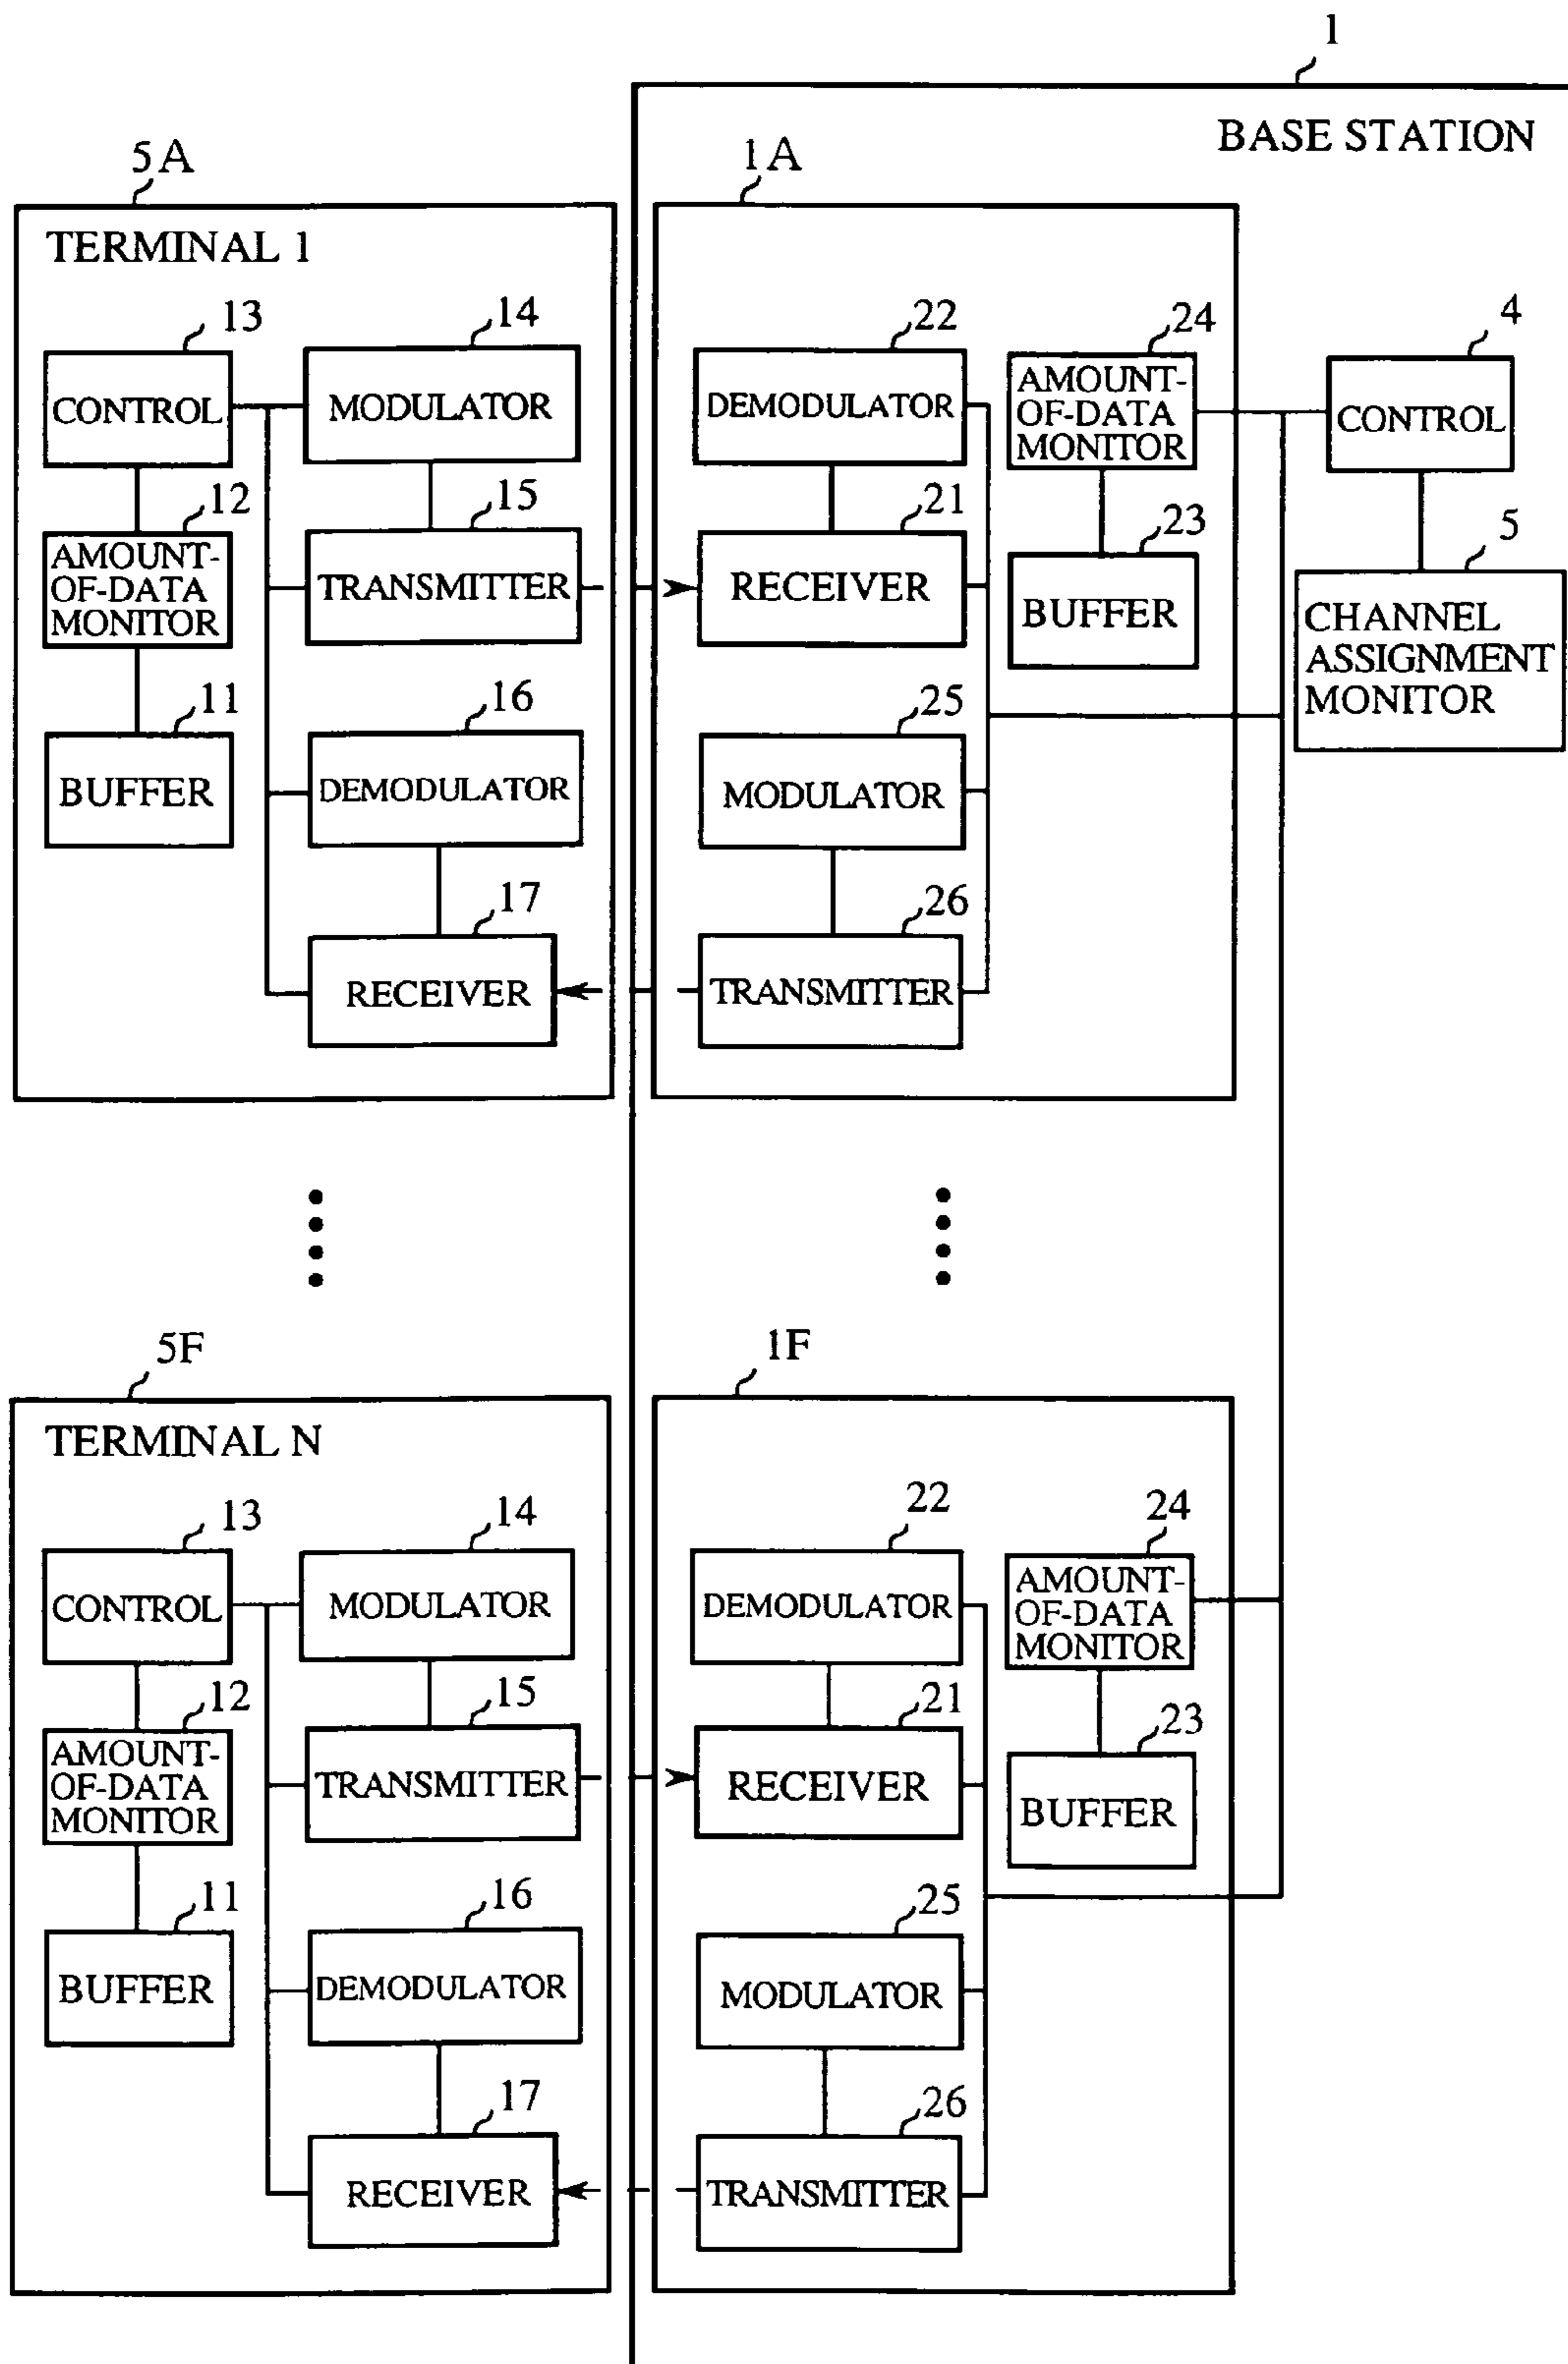 1
BASE STATION
5A
1A
TERMINAL 1
13
14
22
24
4
CONTROL
MODULATOR
DEMODULATOR
AMOUNT-
OF-DATA
MONITOR
CONTROL
12
15
21
23
5
AMOUNT-
OF-DATA
MONITOR
TRANSMITTER
RECEIVER
BUFFER
CHANNEL
ASSIGNMENT
MONITOR
11
16
25
BUFFER
DEMODULATOR
MODULATOR
17
26
RECEIVER
TRANSMITTER
5F
1F
TERMINAL N
13
14
22
24
CONTROL
MODULATOR
DEMODULATOR
AMOUNT-
OF-DATA
MONITOR
12
15
21
23
AMOUNT-
OF-DATA
MONITOR
TRANSMITTER
RECEIVER
BUFFER
11
16
25
BUFFER
DEMODULATOR
MODULATOR
17
26
RECEIVER
TRANSMITTER